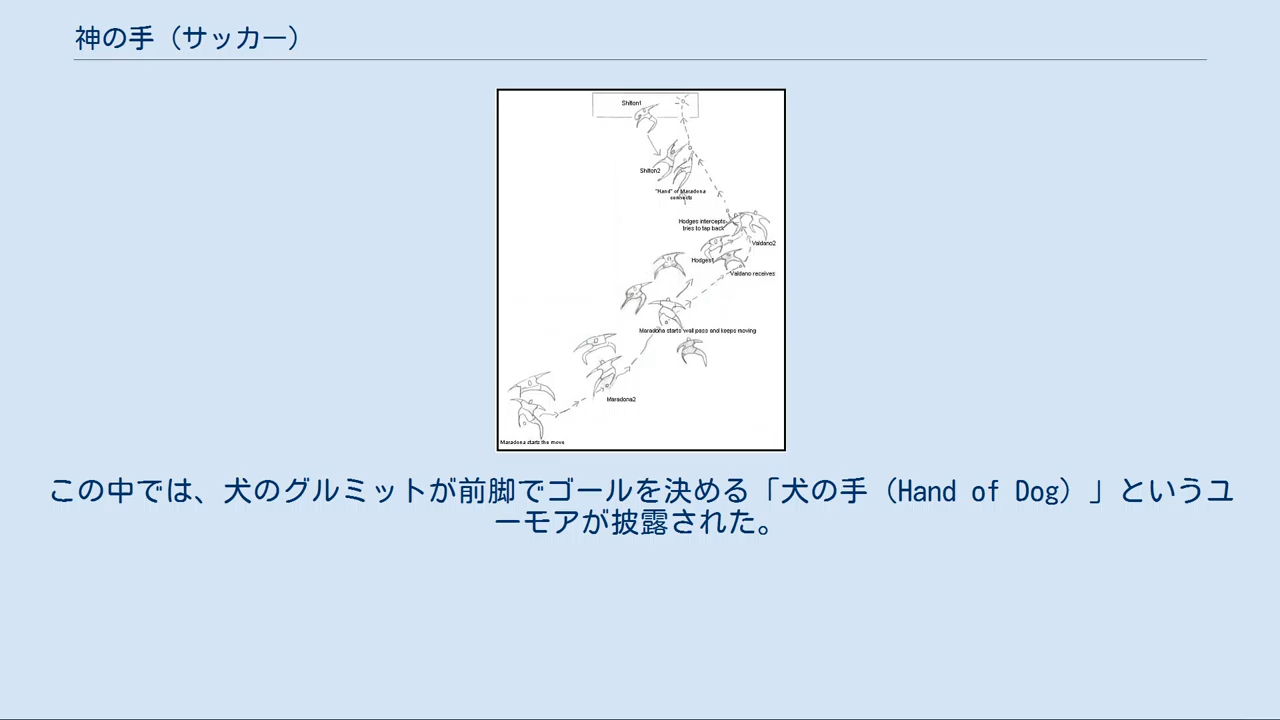 神の手（サッカー）
Shilton1
Shilton2
"Hand" of Maradona
connects
Hodges intercepts
tries to tap back
Valdano2
Hodges1
Valdano receives
Maradona starts wall pass and keeps moving
Maradona2
Maradona starts the move
この中では、犬のグルミットが前脚でゴールを決める「犬の手（Hand of Dog）」というユ
ーモアが披露された。